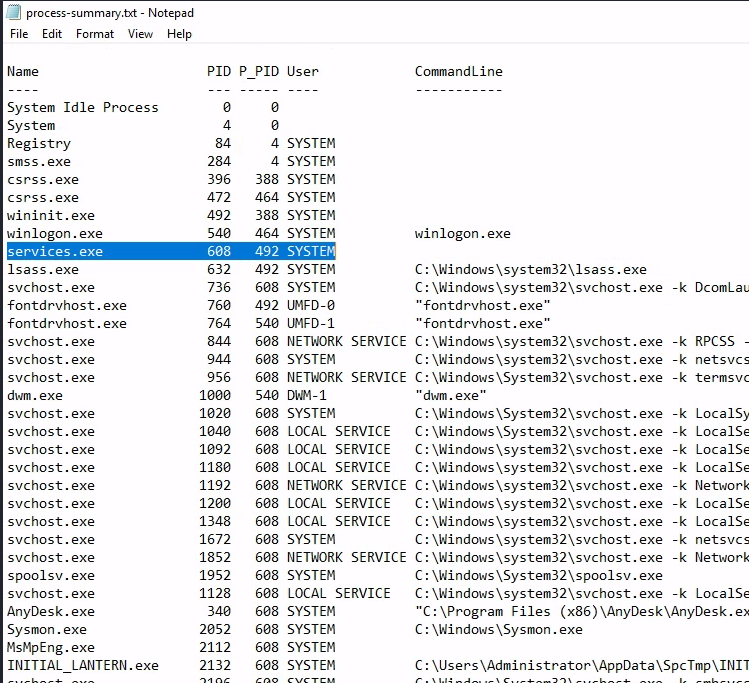 process-summary.txt - Notepad
File Edit Format View Help
Name PID P_PID User CommandLine
---- --- ----- ---- -----------
System Idle Process 0 0
System 4 0
Registry 84 4 SYSTEM
smss.exe 284 4 SYSTEM
csrss.exe 396 388 SYSTEM
csrss.exe 472 464 SYSTEM
wininit.exe 492 388 SYSTEM
winlogon.exe 540 464 SYSTEM winlogon.exe
services.exe 608 492 SYSTEM
lsass.exe 632 492 SYSTEM C:\Windows\system32\lsass.exe
svchost.exe 736 608 SYSTEM C:\Windows\system32\svchost.exe -k DcomLau
fontdrvhost.exe 760 492 UMFD-0 "fontdrvhost.exe"
fontdrvhost.exe 764 540 UMFD-1 "fontdrvhost.exe"
svchost.exe 844 608 NETWORK SERVICE C:\Windows\system32\svchost.exe -k RPCSS -
svchost.exe 944 608 SYSTEM C:\Windows\system32\svchost.exe -k netsvcs
svchost.exe 956 608 NETWORK SERVICE C:\Windows\System32\svchost.exe -k termsvc
dwm.exe 1000 540 DWM-1 "dwm.exe"
svchost.exe 1020 608 SYSTEM C:\Windows\System32\svchost.exe -k LocalSy
svchost.exe 1040 608 LOCAL SERVICE C:\Windows\System32\svchost.exe -k LocalSe
svchost.exe 1092 608 LOCAL SERVICE C:\Windows\system32\svchost.exe -k LocalSe
svchost.exe 1180 608 LOCAL SERVICE C:\Windows\system32\svchost.exe -k LocalSe
svchost.exe 1192 608 NETWORK SERVICE C:\Windows\System32\svchost.exe -k Network
svchost.exe 1200 608 LOCAL SERVICE C:\Windows\system32\svchost.exe -k LocalSe
svchost.exe 1348 608 LOCAL SERVICE C:\Windows\system32\svchost.exe -k LocalSe
svchost.exe 1672 608 SYSTEM C:\Windows\system32\svchost.exe -k netsvcs
svchost.exe 1852 608 NETWORK SERVICE C:\Windows\System32\svchost.exe -k Network
spoolsv.exe 1952 608 SYSTEM C:\Windows\System32\spoolsv.exe
svchost.exe 1128 608 LOCAL SERVICE C:\Windows\system32\svchost.exe -k LocalSe
AnyDesk.exe 340 608 SYSTEM "C:\Program Files (x86)\AnyDesk\AnyDesk.ex
Sysmon.exe 2052 608 SYSTEM C:\Windows\Sysmon.exe
MsMpEng.exe 2112 608 SYSTEM
INITIAL_LANTERN.exe 2132 608 SYSTEM C:\Users\Administrator\AppData\SpcTmp\INIT
svchost.exe 2196 608 SYSTEM C:\Windows\System32\svchost.exe -k smbsvcs